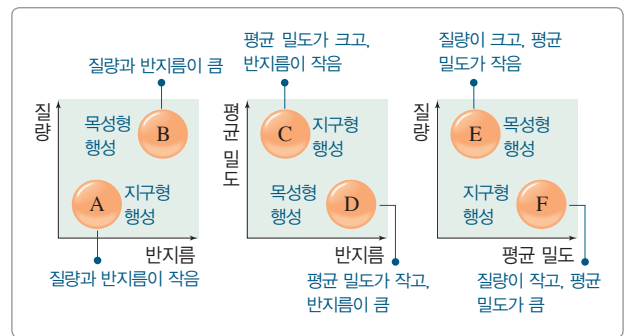 질량과 반지름이 큼
질량
목성형
행성
B
A
지구형
행성
반지름
질량과 반지름이 작음
평균 밀도가 크고,
반지름이 작음
평균 밀도
C
지구형
행성
목성형
행성
D
반지름
평균 밀도가 작고,
반지름이 큼
질량이 크고, 평균
밀도가 작음
질량
E
목성형
행성
지구형
행성
F
평균 밀도
질량이 작고, 평균
밀도가 큼